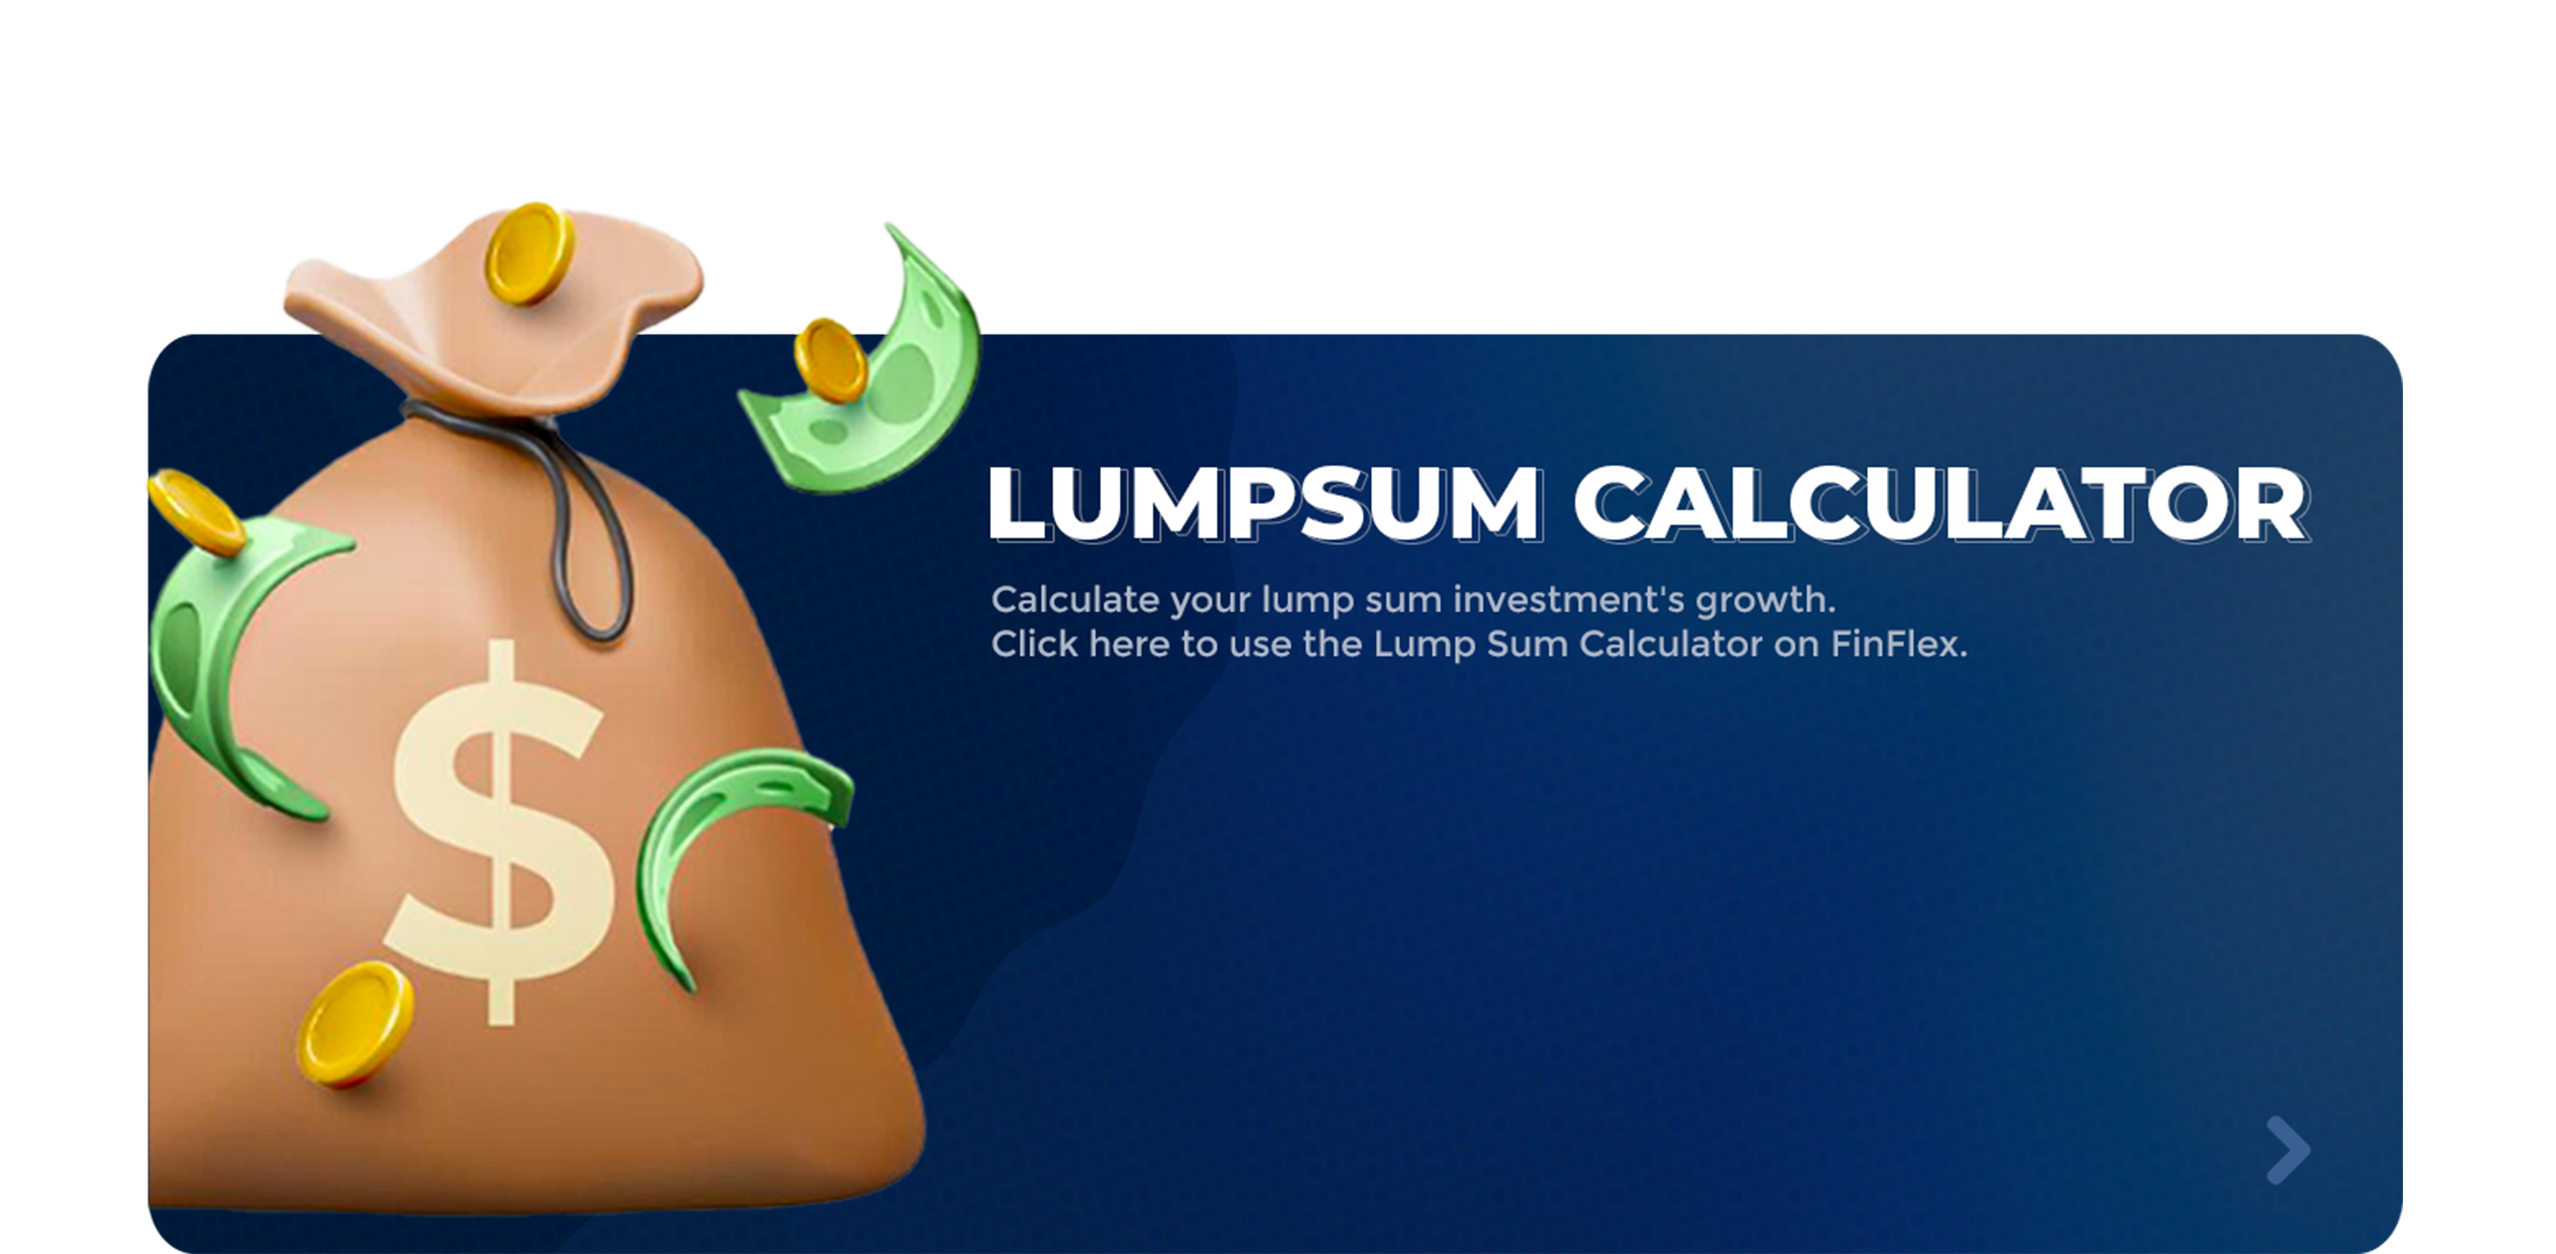 LUMPSUM CALCULATOR
Calculate your lump sum investment's growth.
Click here to use the Lump Sum Calculator on FinFlex.
$